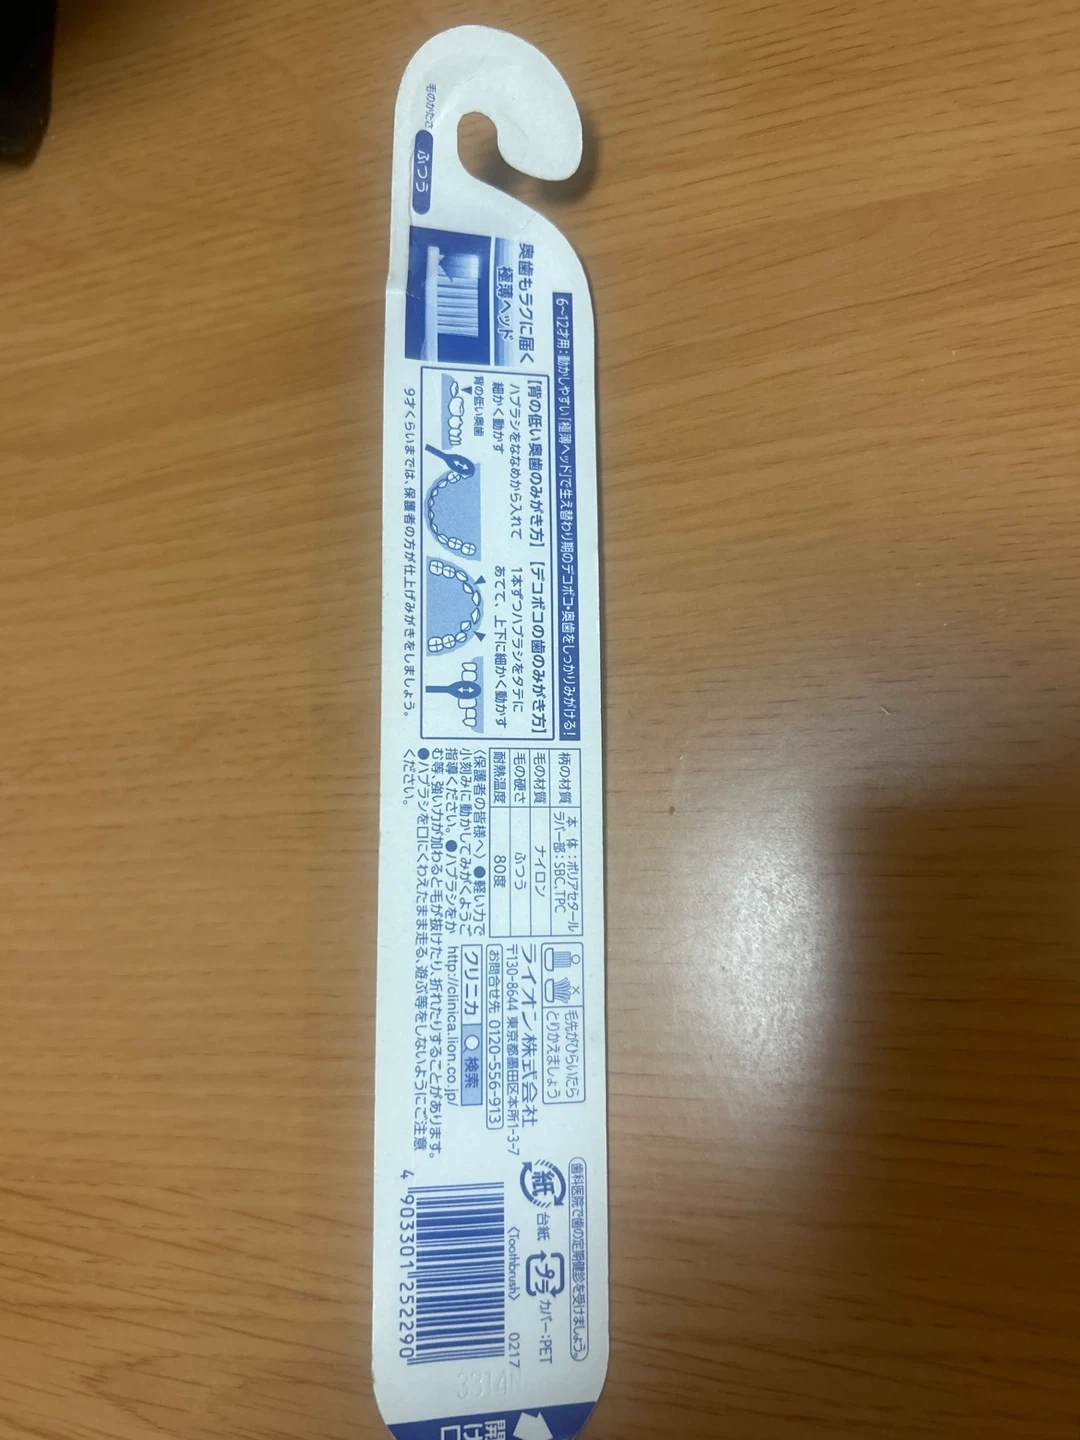 毛のかたさ
ふつう
奥歯もラクに届く
極薄ヘッド
6〜12才用:動かしやすい「極薄ヘッド」で生え替わり期のデコボコ・奥歯をしっかりみがける!
【背の低い奥歯のみがき方】
ハブラシをななめから入れて
細かく動かす
背の低い奥歯
【デコボコの歯のみがき方】
1本ずつハブラシをタテに
あてて、上下に細かく動かす
9才くらいまでは、保護者の方が仕上げみがきをしましょう。
柄の材質 本体:ポリアセタール
ラバー部:SBC,TPC
毛の材質 ナイロン
毛の硬さ ふつう
耐熱温度 80度
〈保護者の皆様へ〉●軽い力で
小刻みに動かしてみがくようご
指導ください。●ハブラシをか
む等、強い力が加わると毛が抜けたり、折れたりすることがあります。
●ハブラシを口にくわえたまま走る、遊ぶ等をしないようにご注意
ください。
○ ×
毛先がひらいたら
とりかえましょう
ライオン株式会社
〒130-8644 東京都墨田区本所1-3-7
お問合せ先 0120-556-913
クリニカ 検索
http://clinica.lion.co.jp/
歯科医院で歯の定期健診を受けましょう。
紙 台紙
プラ カバー:PET
〈Toothbrush〉 0217
4 903301 252290
3314
開け口